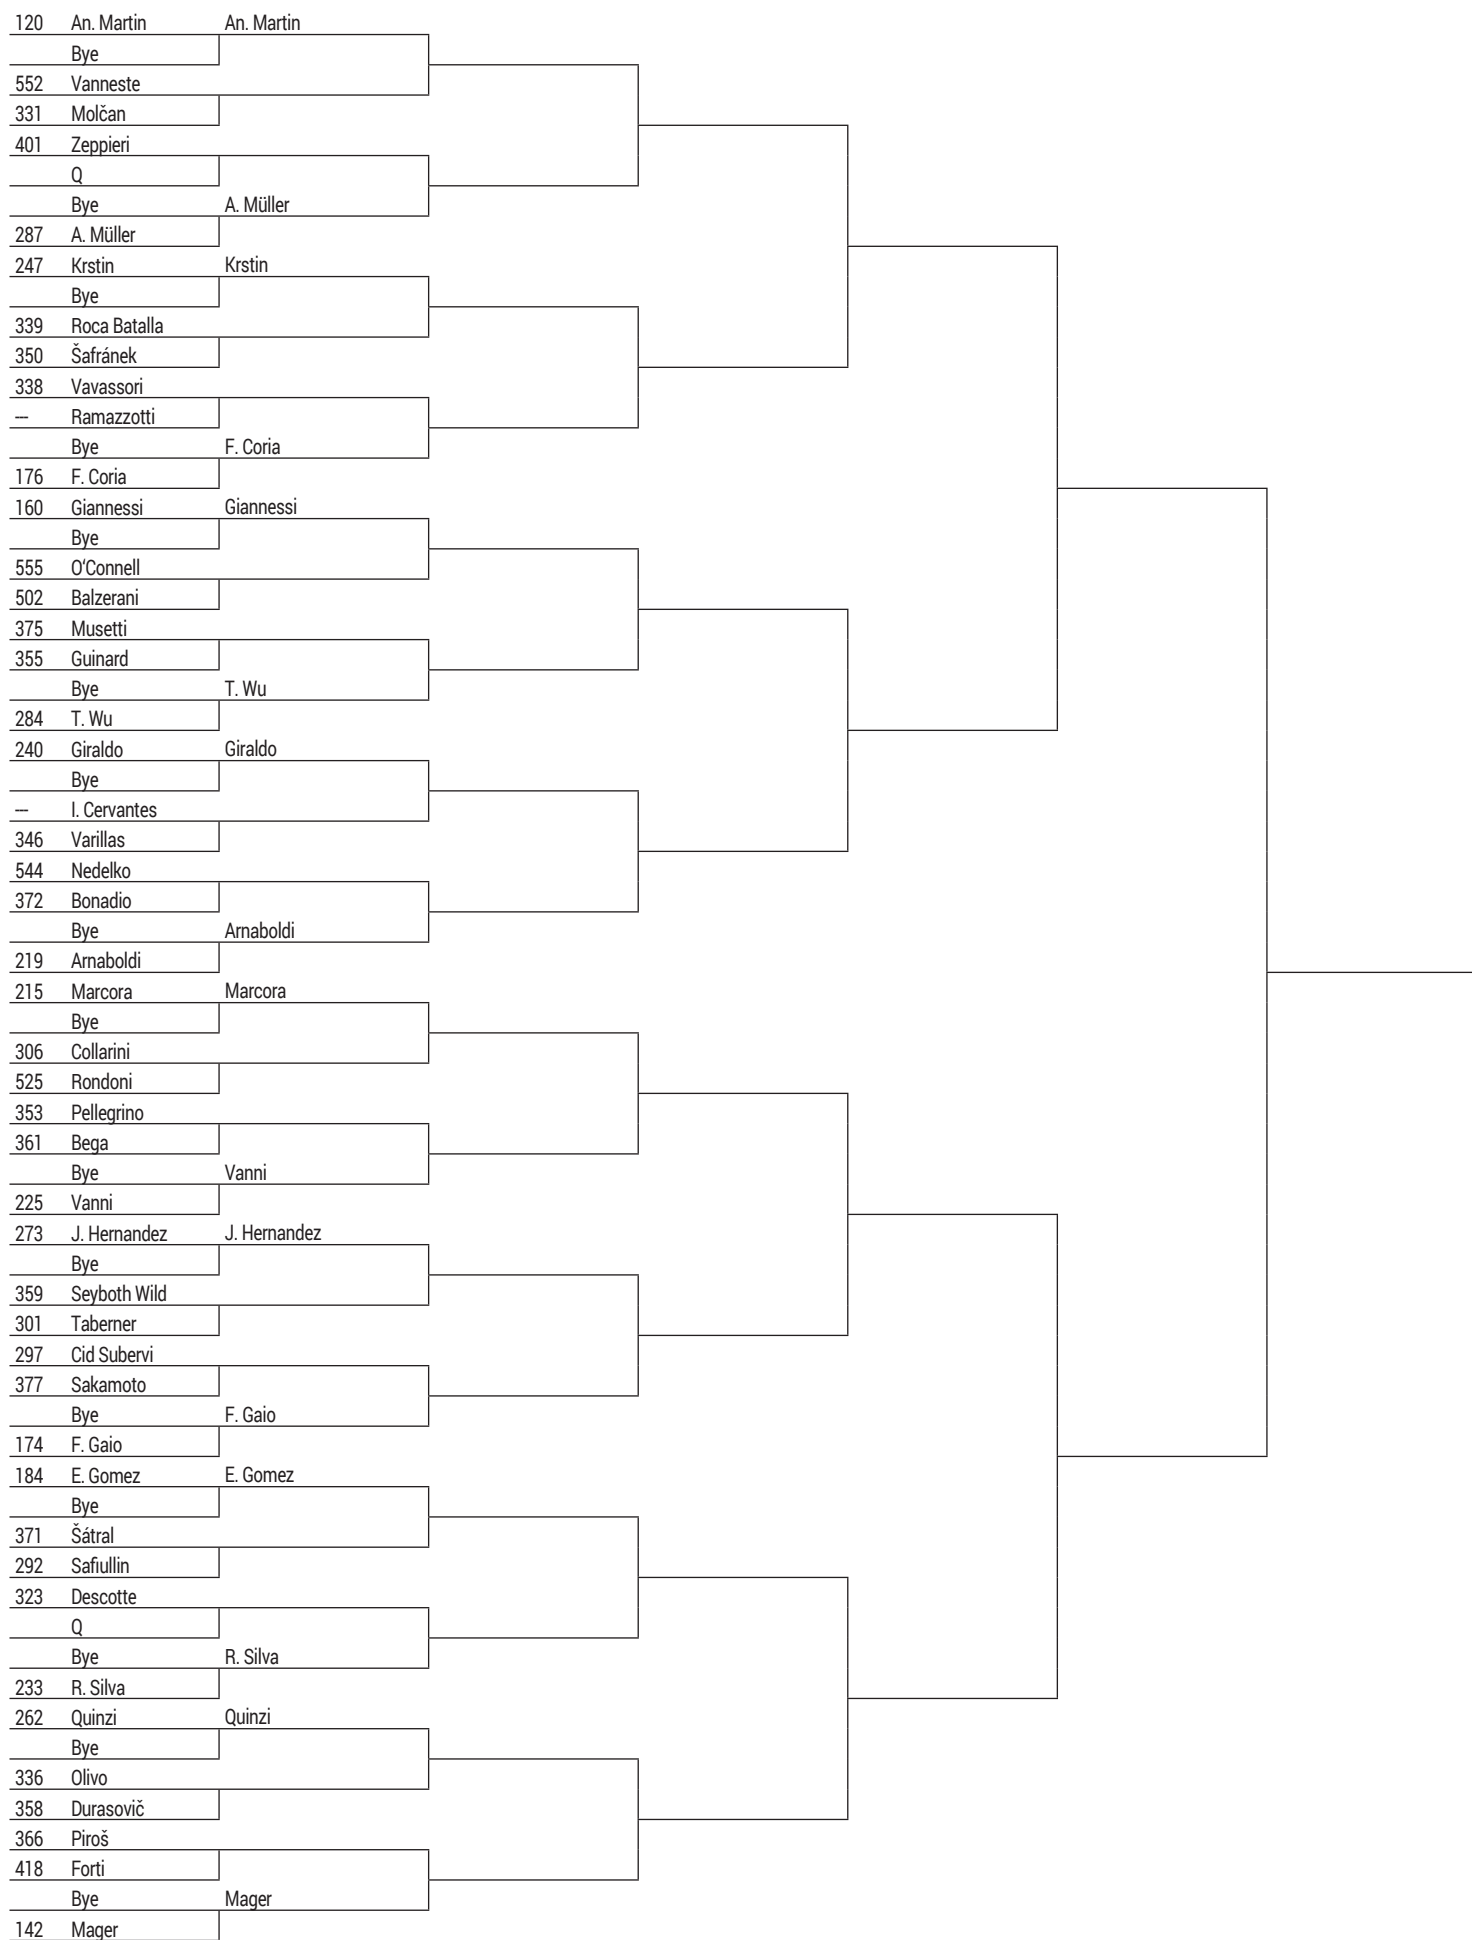 120 An. Martin An. Martin
Bye
552 Vanneste
331 Molčan
401 Zeppieri
Q
Bye A. Müller
287 A. Müller
247 Krstin Krstin
Bye
339 Roca Batalla
350 Šafránek
338 Vavassori
--- Ramazzotti
Bye F. Coria
176 F. Coria
160 Giannessi Giannessi
Bye
555 O'Connell
502 Balzerani
375 Musetti
355 Guinard
Bye T. Wu
284 T. Wu
240 Giraldo Giraldo
Bye
--- I. Cervantes
346 Varillas
544 Nedelko
372 Bonadio
Bye Arnaboldi
219 Arnaboldi
215 Marcora Marcora
Bye
306 Collarini
525 Rondoni
353 Pellegrino
361 Bega
Bye Vanni
225 Vanni
273 J. Hernandez J. Hernandez
Bye
359 Seyboth Wild
301 Taberner
297 Cid Subervi
377 Sakamoto
Bye F. Gaio
174 F. Gaio
184 E. Gomez E. Gomez
Bye
371 Šátral
292 Safiullin
323 Descotte
Q
Bye R. Silva
233 R. Silva
262 Quinzi Quinzi
Bye
336 Olivo
358 Durasovič
366 Piroš
418 Forti
Bye Mager
142 Mager